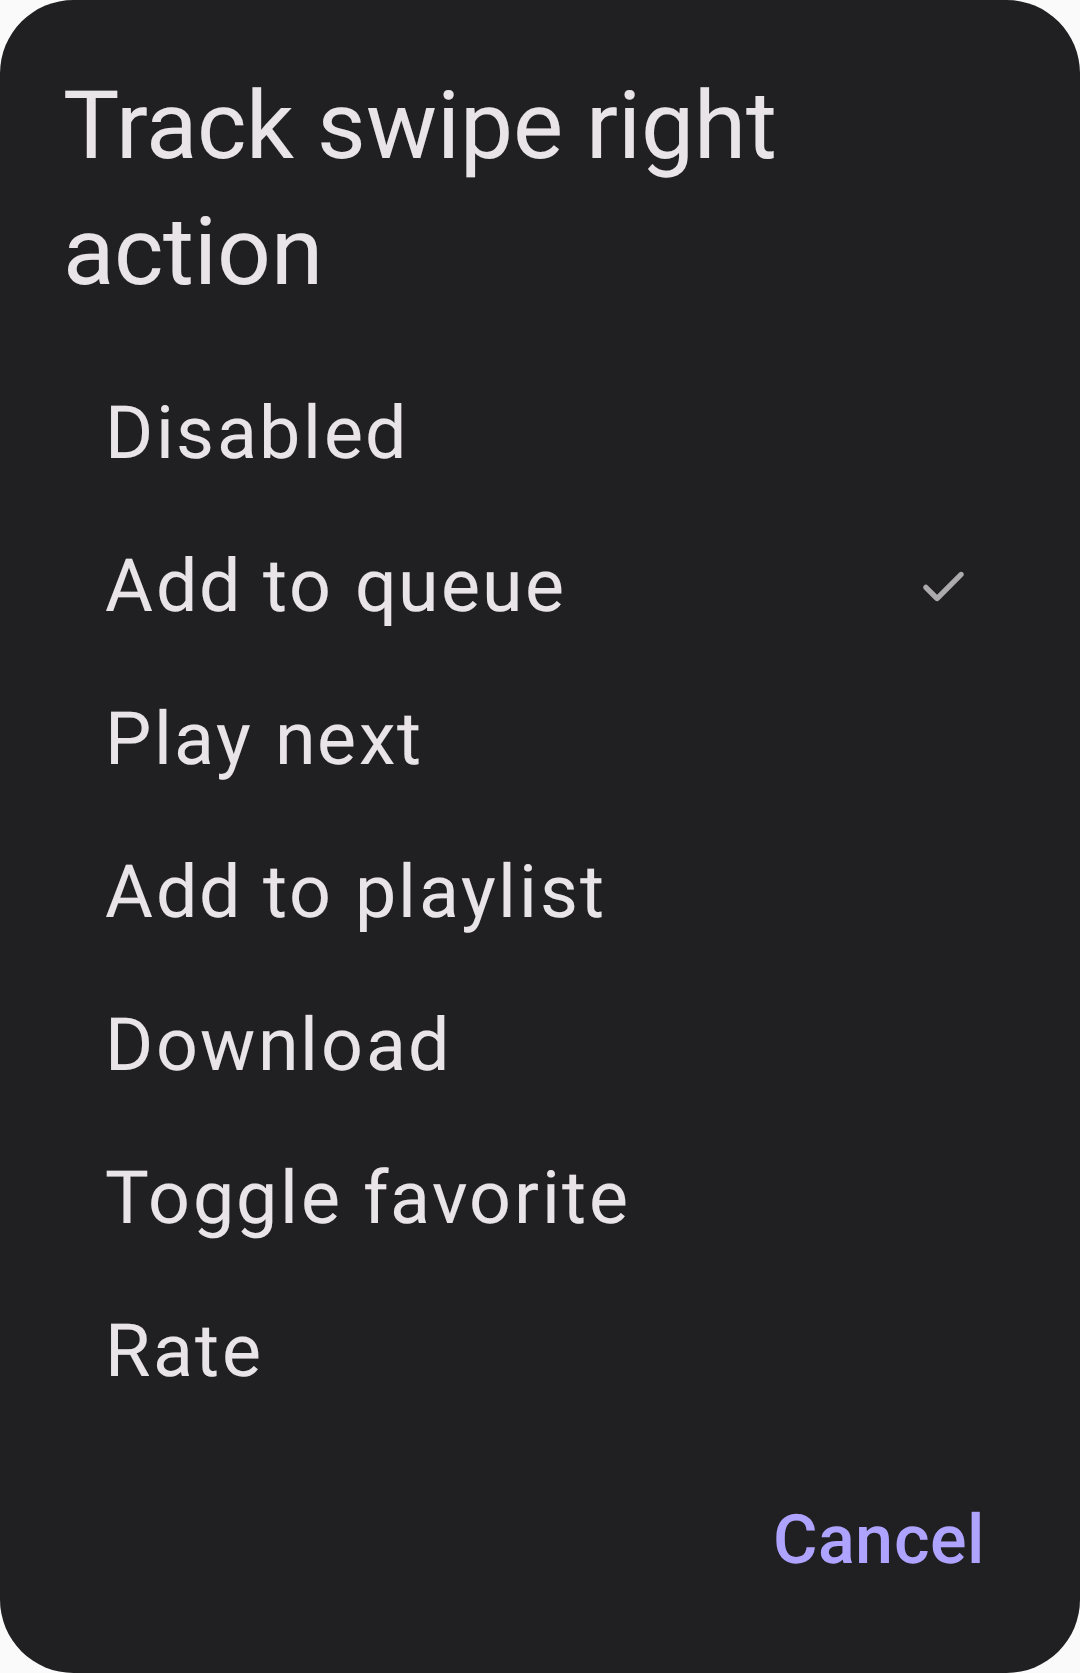 Track swipe right
action
Disabled
Add to queue
Play next
Add to playlist
Download
Toggle favorite
Rate
Cancel